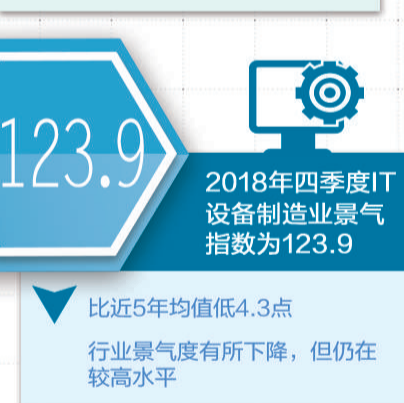 123.9
2018年四季度IT
设备制造业景气
指数为123.9
比近5年均值低4.3点
行业景气度有所下降，但仍在
较高水平